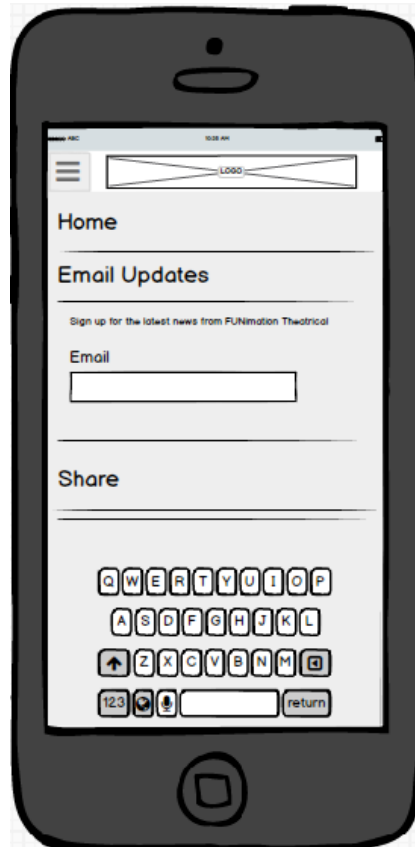 ABC 10:28 AM
LOGO
Home
Email Updates
Sign up for the latest news from FUNimation Theatrical
Email
Share
Q W E R T Y U I O P
A S D F G H J K L
Z X C V B N M
123 return